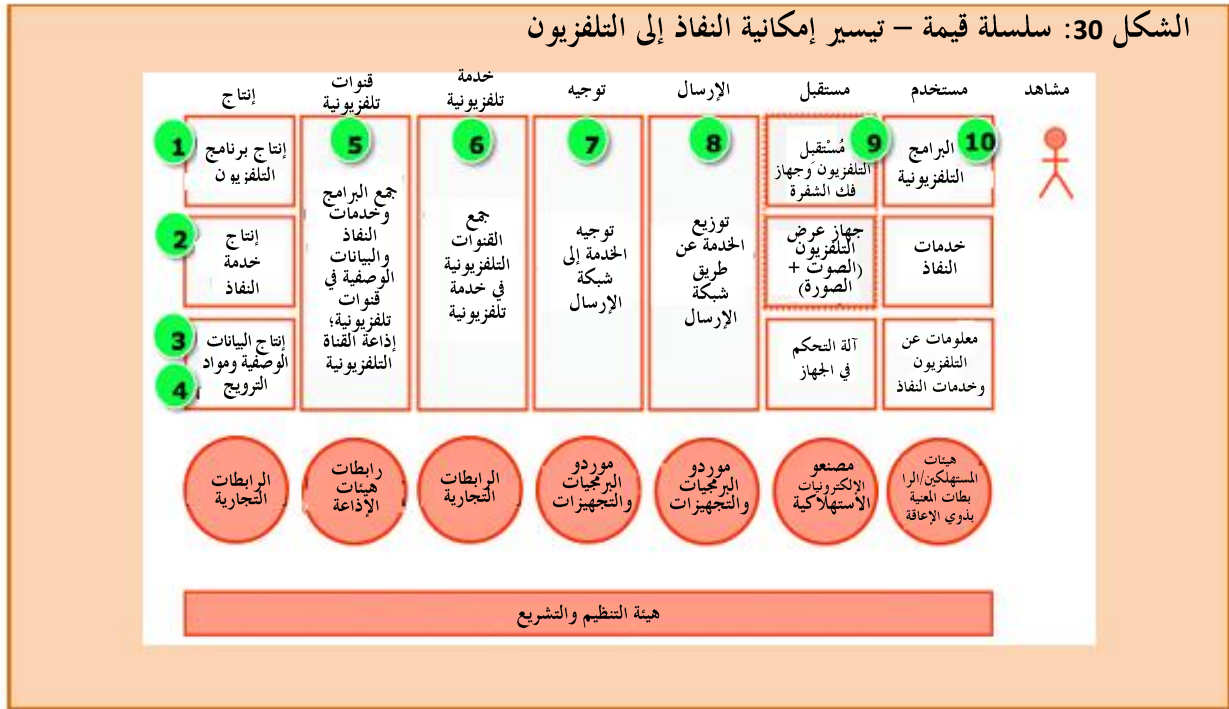 الشكل 30: سلسلة قيمة – تيسير إمكانية النفاذ إلى التلفزيون
إنتاج
قنوات
تلفزيونية
خدمة
تلفزيونية
توجيه
الإرسال
مستقبل
مستخدم
مشاهد
1
إنتاج برنامج
التلفزيون
2
إنتاج
خدمة
النفاذ
3
4
إنتاج البيانات
الوصفية ومواد
الترويج
5
جمع البرامج
وخدمات
النفاذ
والبيانات
الوصفية في
قنوات
تلفزيونية؛
إذاعة القناة
التلفزيونية
6
جمع
القنوات
التلفزيونية
في خدمة
تلفزيونية
7
توجيه
الخدمة إلى
شبكة
الإرسال
8
توزيع
الخدمة عن
طريق
شبكة
الإرسال
9
مُسْتقبِل
التلفزيون وجهاز
فك الشفرة
جهاز عرض
التلفزيون
(الصوت +
الصورة)
آلة التحكم
في الجهاز
10
البرامج
التلفزيونية
خدمات
النفاذ
معلومات عن
التلفزيون
وخدمات النفاذ
الرابطات
التجارية
رابطات
هيئات
الإذاعة
الرابطات
التجارية
موردو
البرمجيات
والتجهيزات
موردو
البرمجيات
والتجهيزات
مصنعو
الإلكترونيات
الاستهلاكية
هيئات
المستهلكين/الرا
بطات المعنية
بذوي الإعاقة
هيئة التنظيم والتشريع